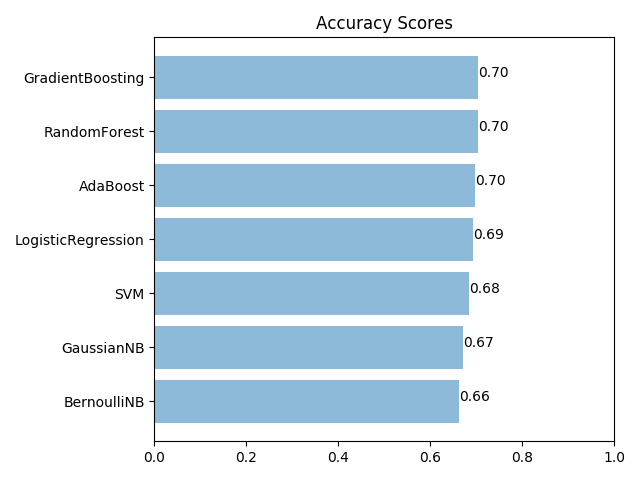 Accuracy Scores
GradientBoosting 0.70
RandomForest 0.70
AdaBoost 0.70
LogisticRegression 0.69
SVM 0.68
GaussianNB 0.67
BernoulliNB 0.66
0.0 0.2 0.4 0.6 0.8 1.0